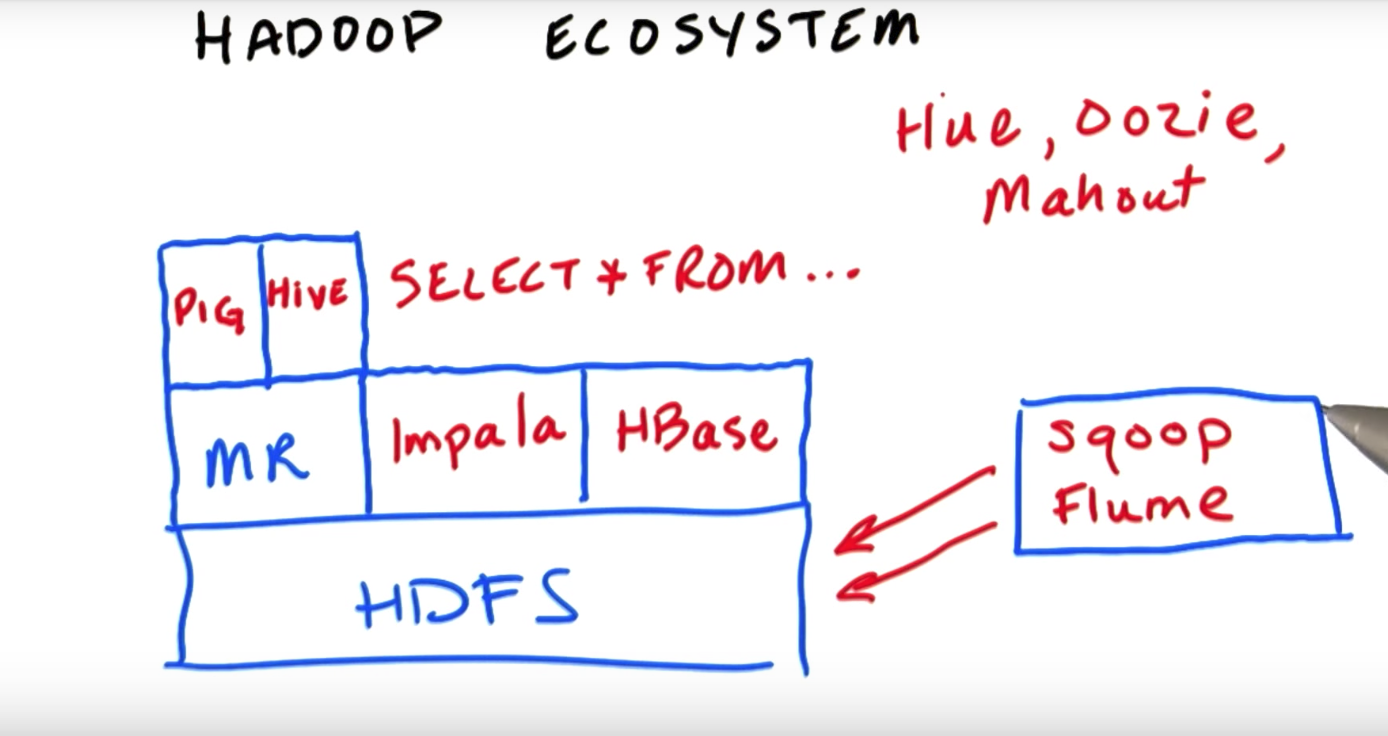 HADOOP ECOSYSTEM
Hue, Oozie,
Mahout
PIG HIVE SELECT * FROM...
MR Impala HBase
Sqoop
Flume
HDFS